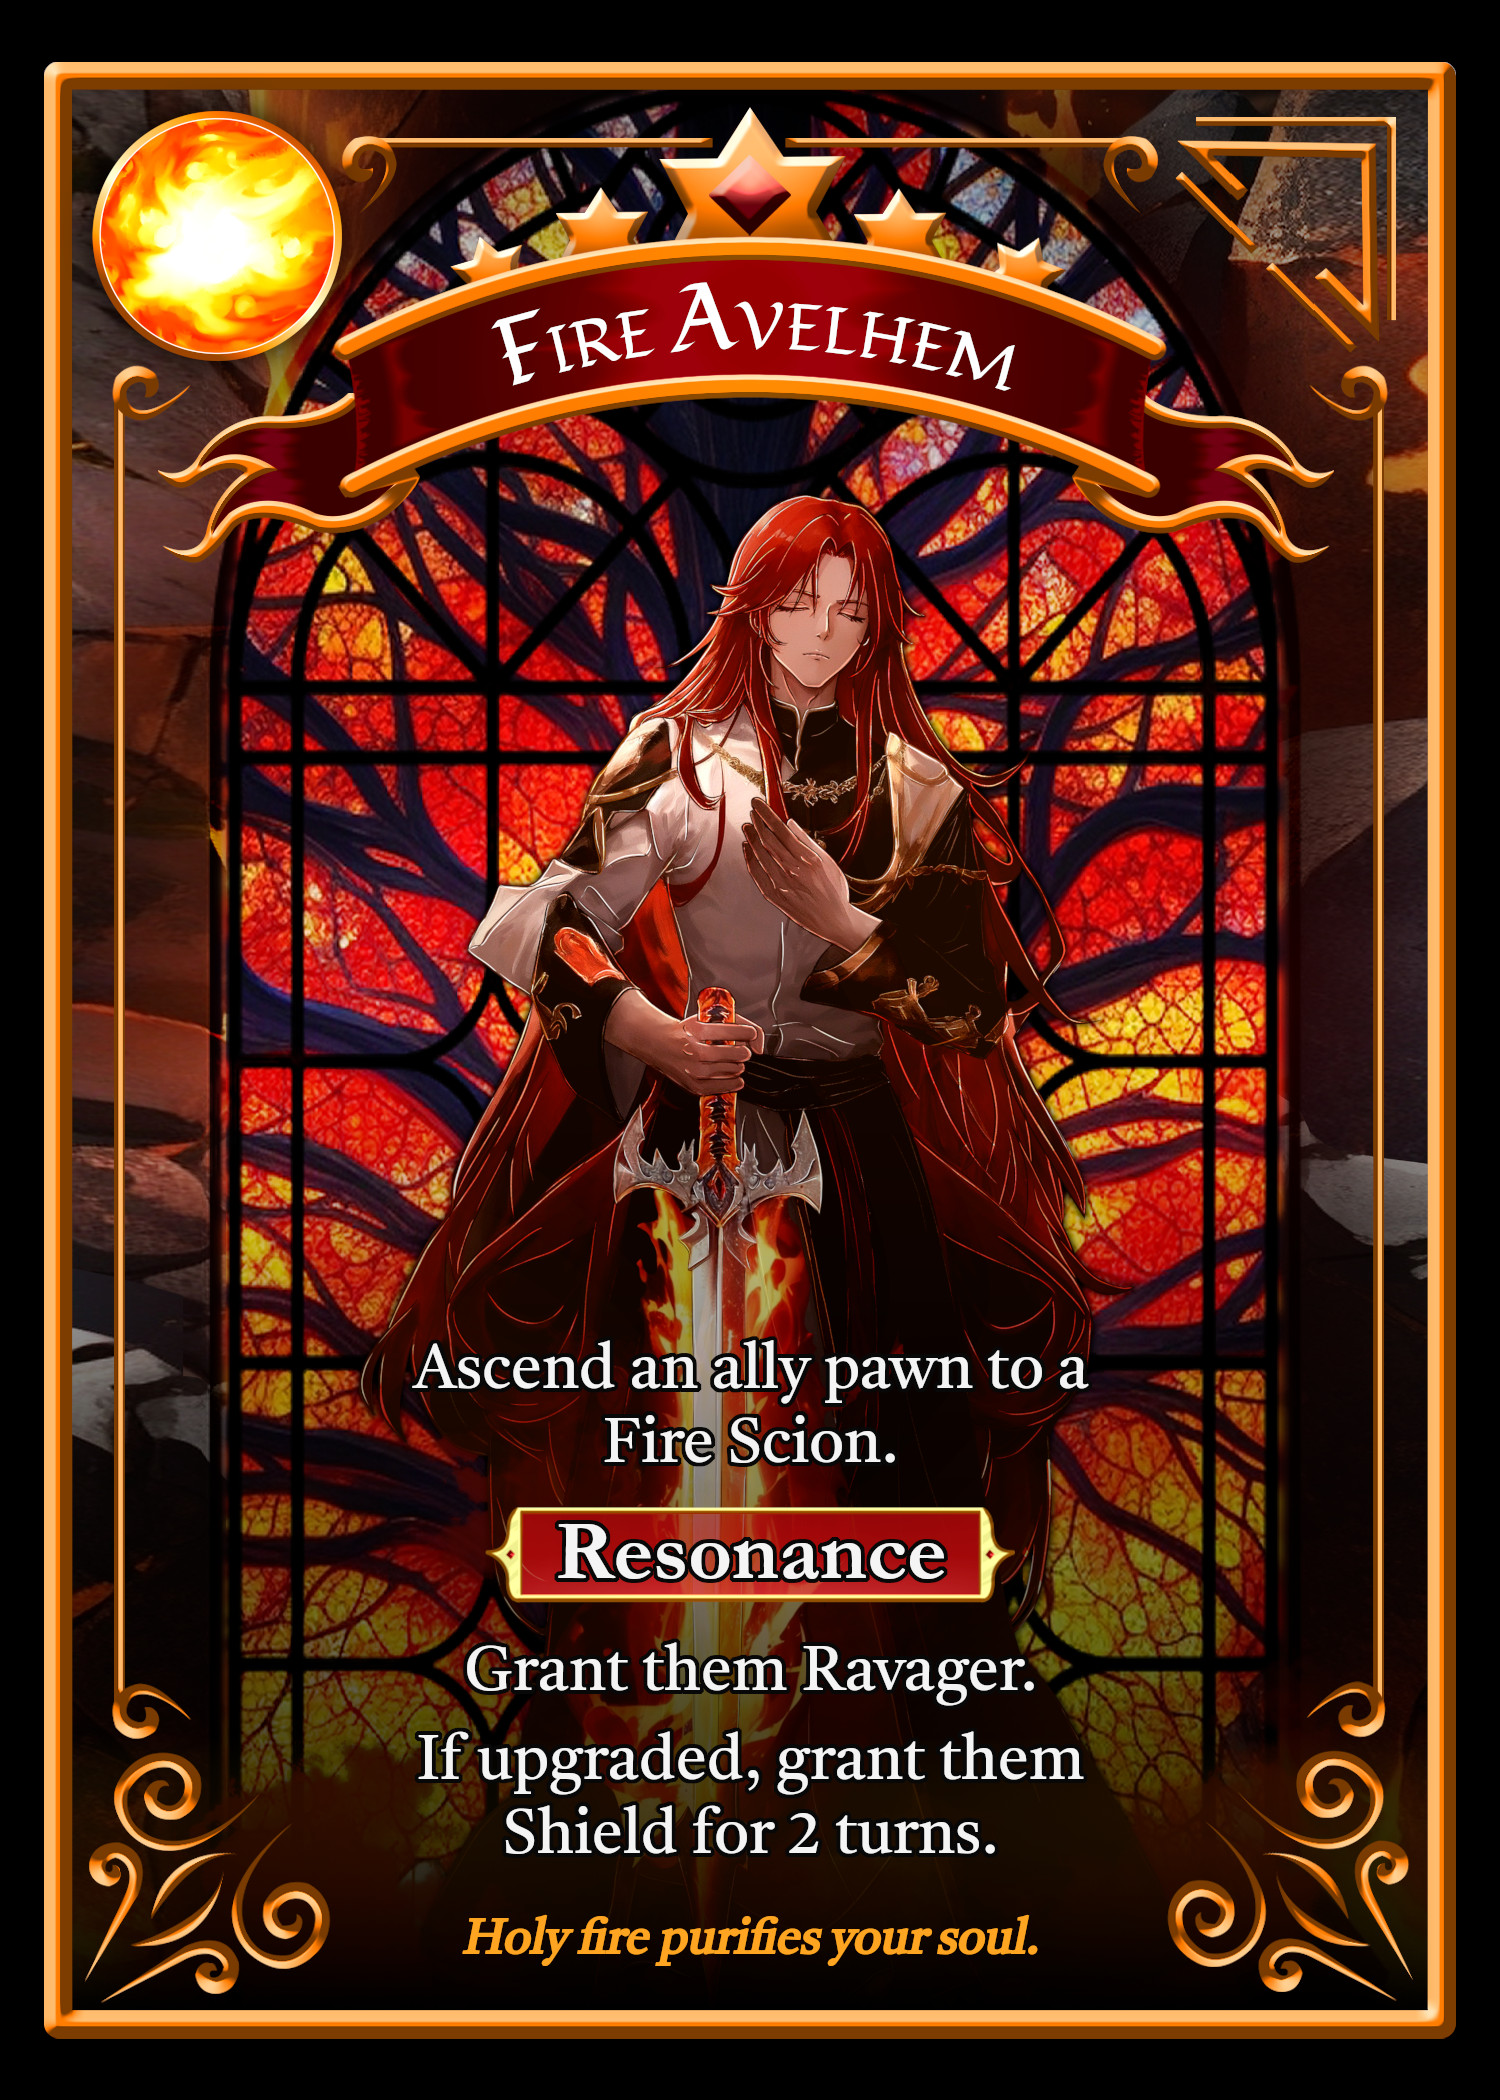 Fire Avelhem
Ascend an ally pawn to a
Fire Scion.
Resonance
Grant them Ravager.
If upgraded, grant them
Shield for 2 turns.
Holy fire purifies your soul.